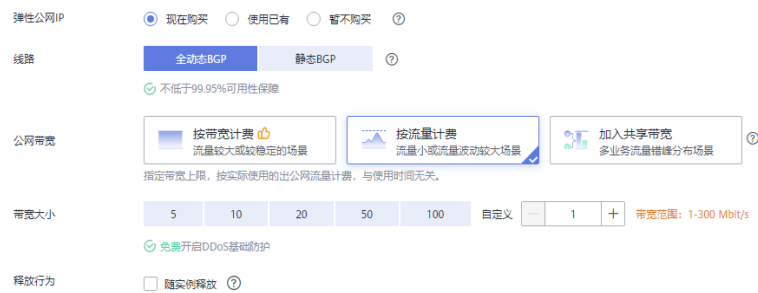 弹性公网IP 现在购买 使用已有 暂不购买 ?
线路 全动态BGP 静态BGP ?
不低于99.95%可用性保障
公网带宽 按带宽计费 按流量计费 加入共享带宽 ?
流量较大或较稳定的场景 流量小或流量波动较大场景 多业务流量错峰分布场景
指定带宽上限，按实际使用的出公网流量计费，与使用时间无关。
带宽大小 5 10 20 50 100 自定义 − 1 + 带宽范围：1-300 Mbit/s
免费开启DDoS基础防护
释放行为 随实例释放 ?